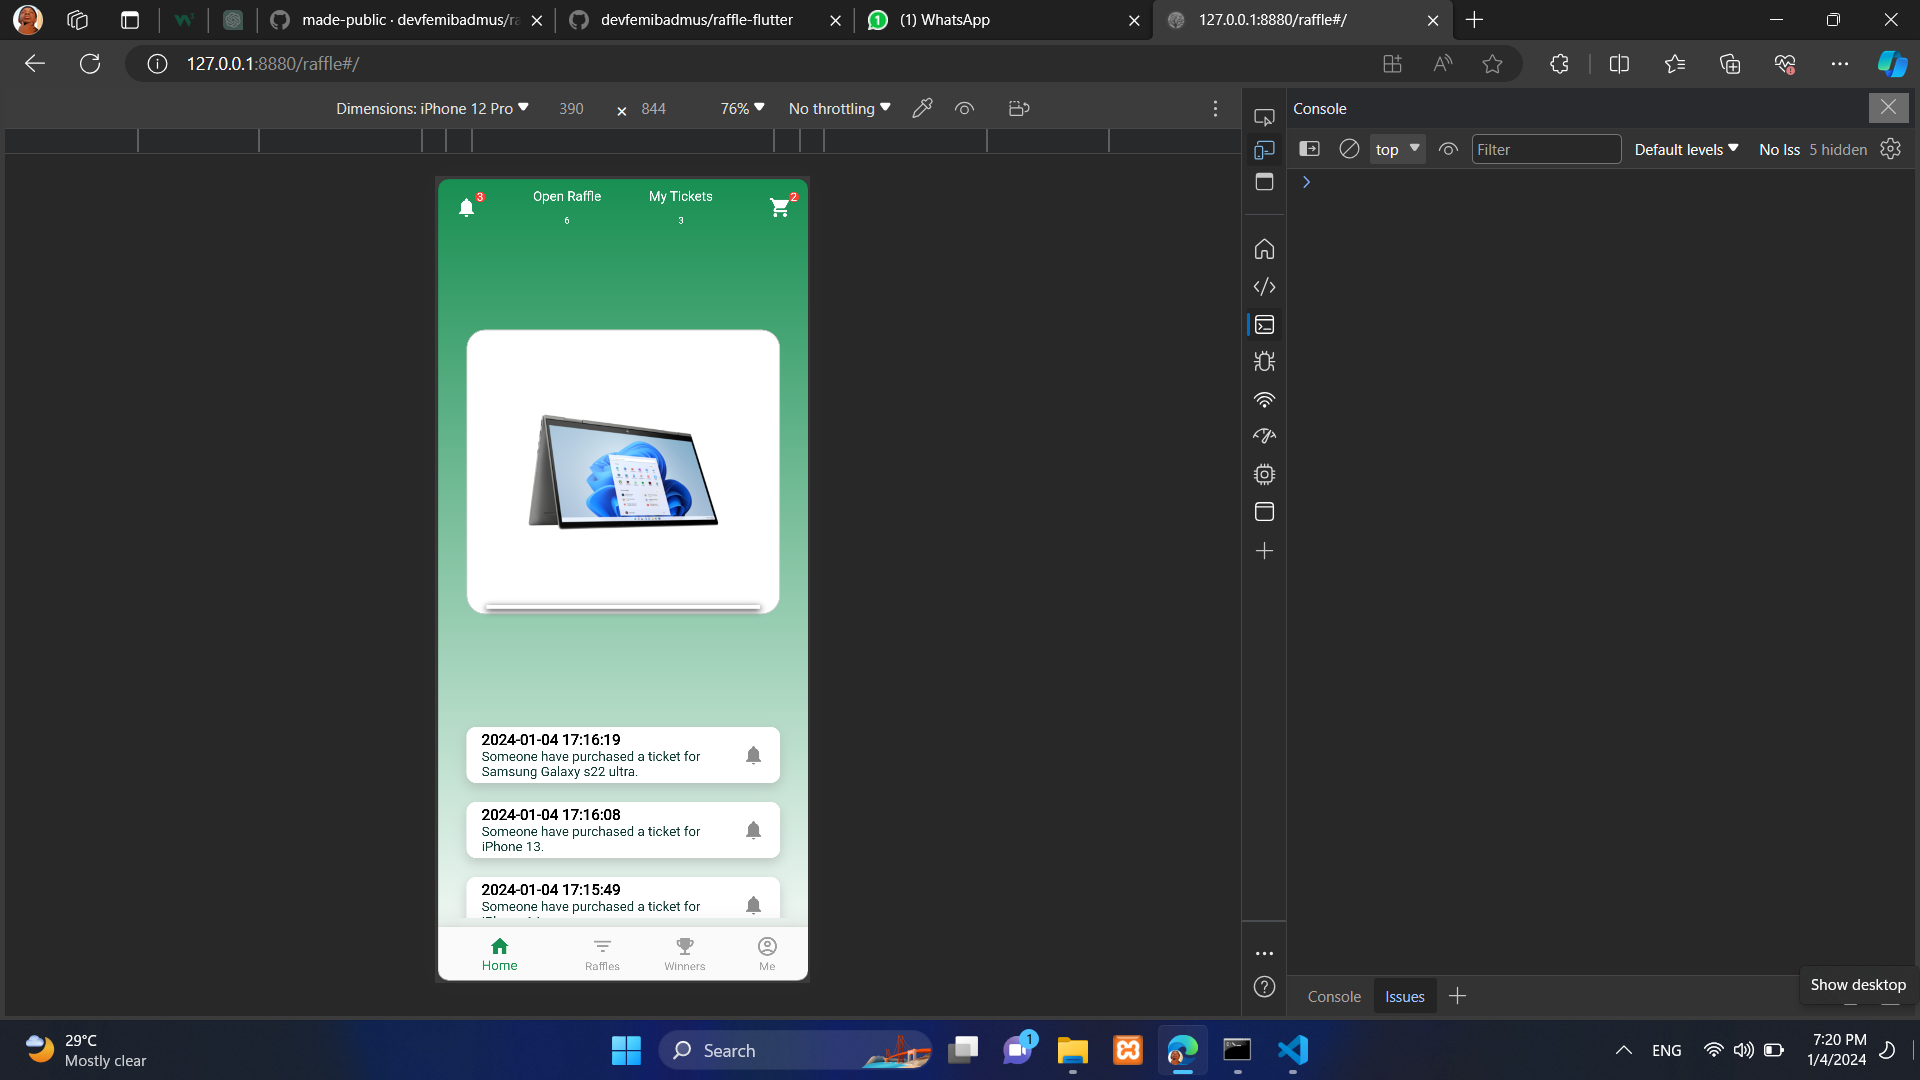 made-public · devfemibadmus/ra
devfemibadmus/raffle-flutter
(1) WhatsApp
127.0.0.1:8880/raffle#/
127.0.0.1:8880/raffle#/
Dimensions: iPhone 12 Pro
390
×
844
76%
No throttling
Console
top
Filter
Default levels
No Iss
5 hidden
3
Open Raffle
6
My Tickets
3
2
2024-01-04 17:16:19
Someone have purchased a ticket for
Samsung Galaxy s22 ultra.
2024-01-04 17:16:08
Someone have purchased a ticket for
iPhone 13.
2024-01-04 17:15:49
Someone have purchased a ticket for
Home
Raffles
Winners
Me
Console
Issues
Show desktop
29°C
Mostly clear
Search
1
ENG
7:20 PM
1/4/2024